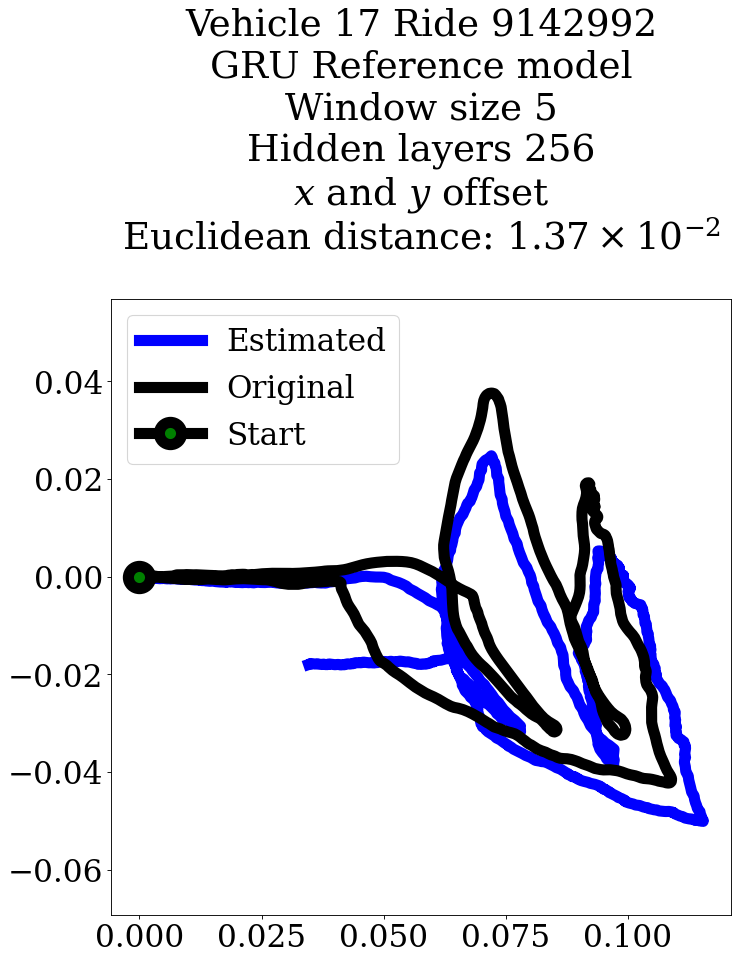 Vehicle 17 Ride 9142992
GRU Reference model
Window size 5
Hidden layers 256
x and y offset
Euclidean distance: 1.37 × 10⁻²
Estimated
Original
Start
0.04
0.02
0.00
−0.02
−0.04
−0.06
0.000 0.025 0.050 0.075 0.100